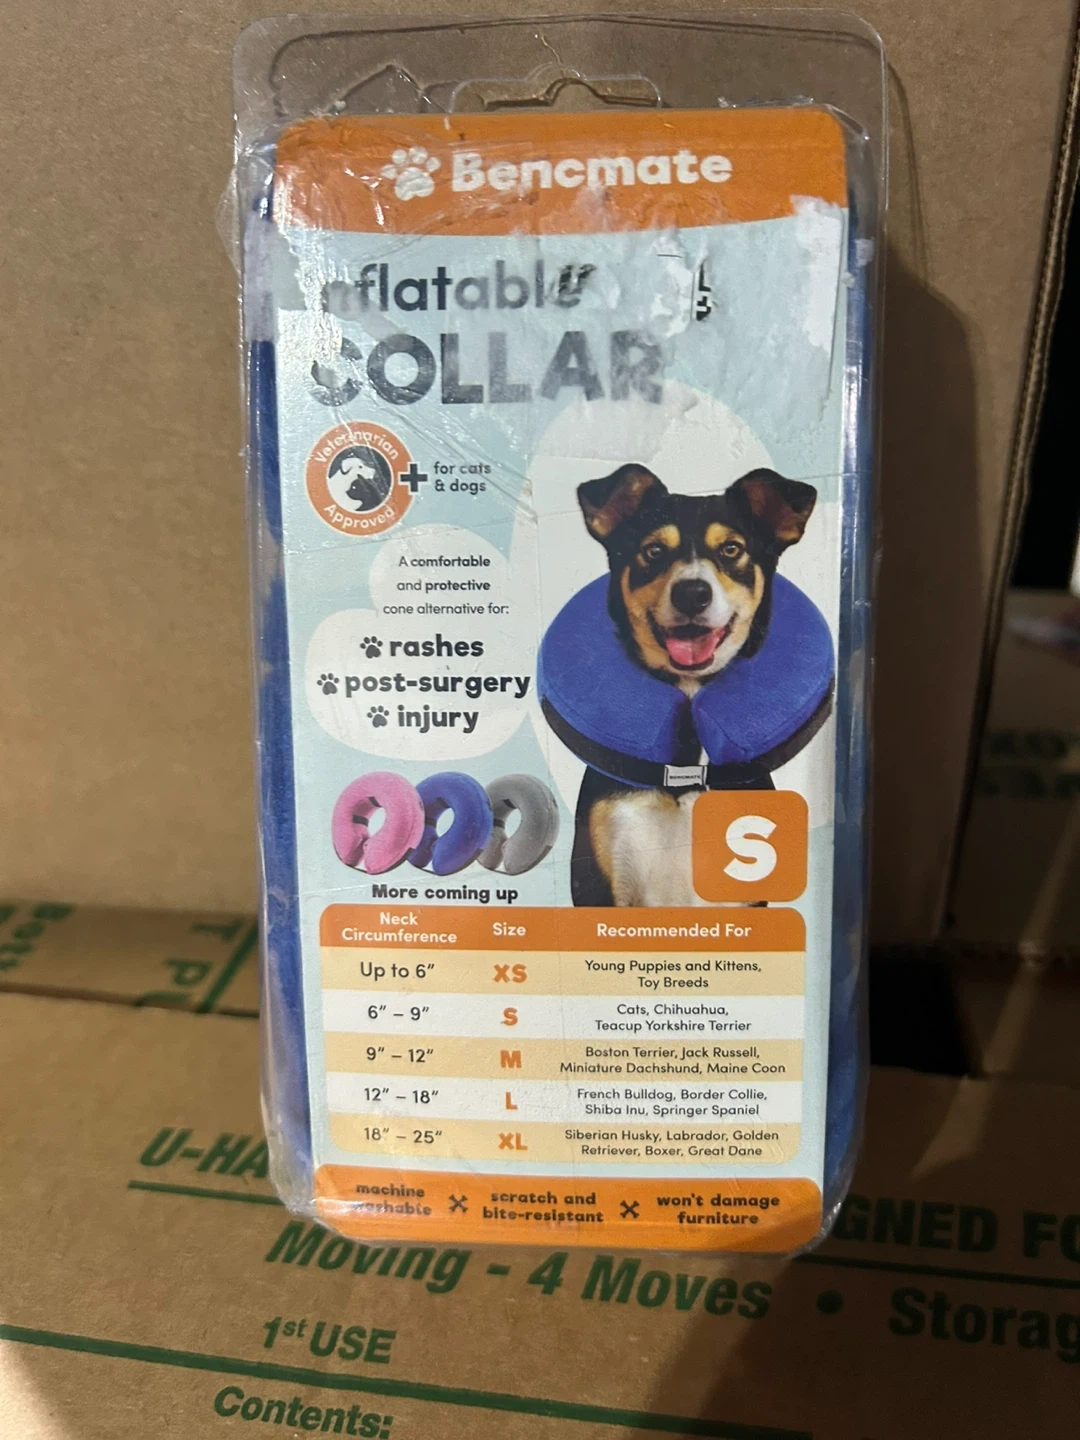 Bencmate
nflatable
COLLAR
Veterinarian
Approved
+
for cats
& dogs
A comfortable
and protective
cone alternative for:
rashes
post-surgery
injury
BENCMATE
S
More coming up
Neck Circumference Size Recommended For
Up to 6" XS Young Puppies and Kittens,
Toy Breeds
6" – 9" S Cats, Chihuahua,
Teacup Yorkshire Terrier
9" – 12" M Boston Terrier, Jack Russell,
Miniature Dachshund, Maine Coon
12" – 18" L French Bulldog, Border Collie,
Shiba Inu, Springer Spaniel
18" – 25" XL Siberian Husky, Labrador, Golden
Retriever, Boxer, Great Dane
machine scratch and won't damage
washable bite-resistant furniture
U-HA GNED FO
Moving - 4 Moves • Storag
1st USE
Contents: